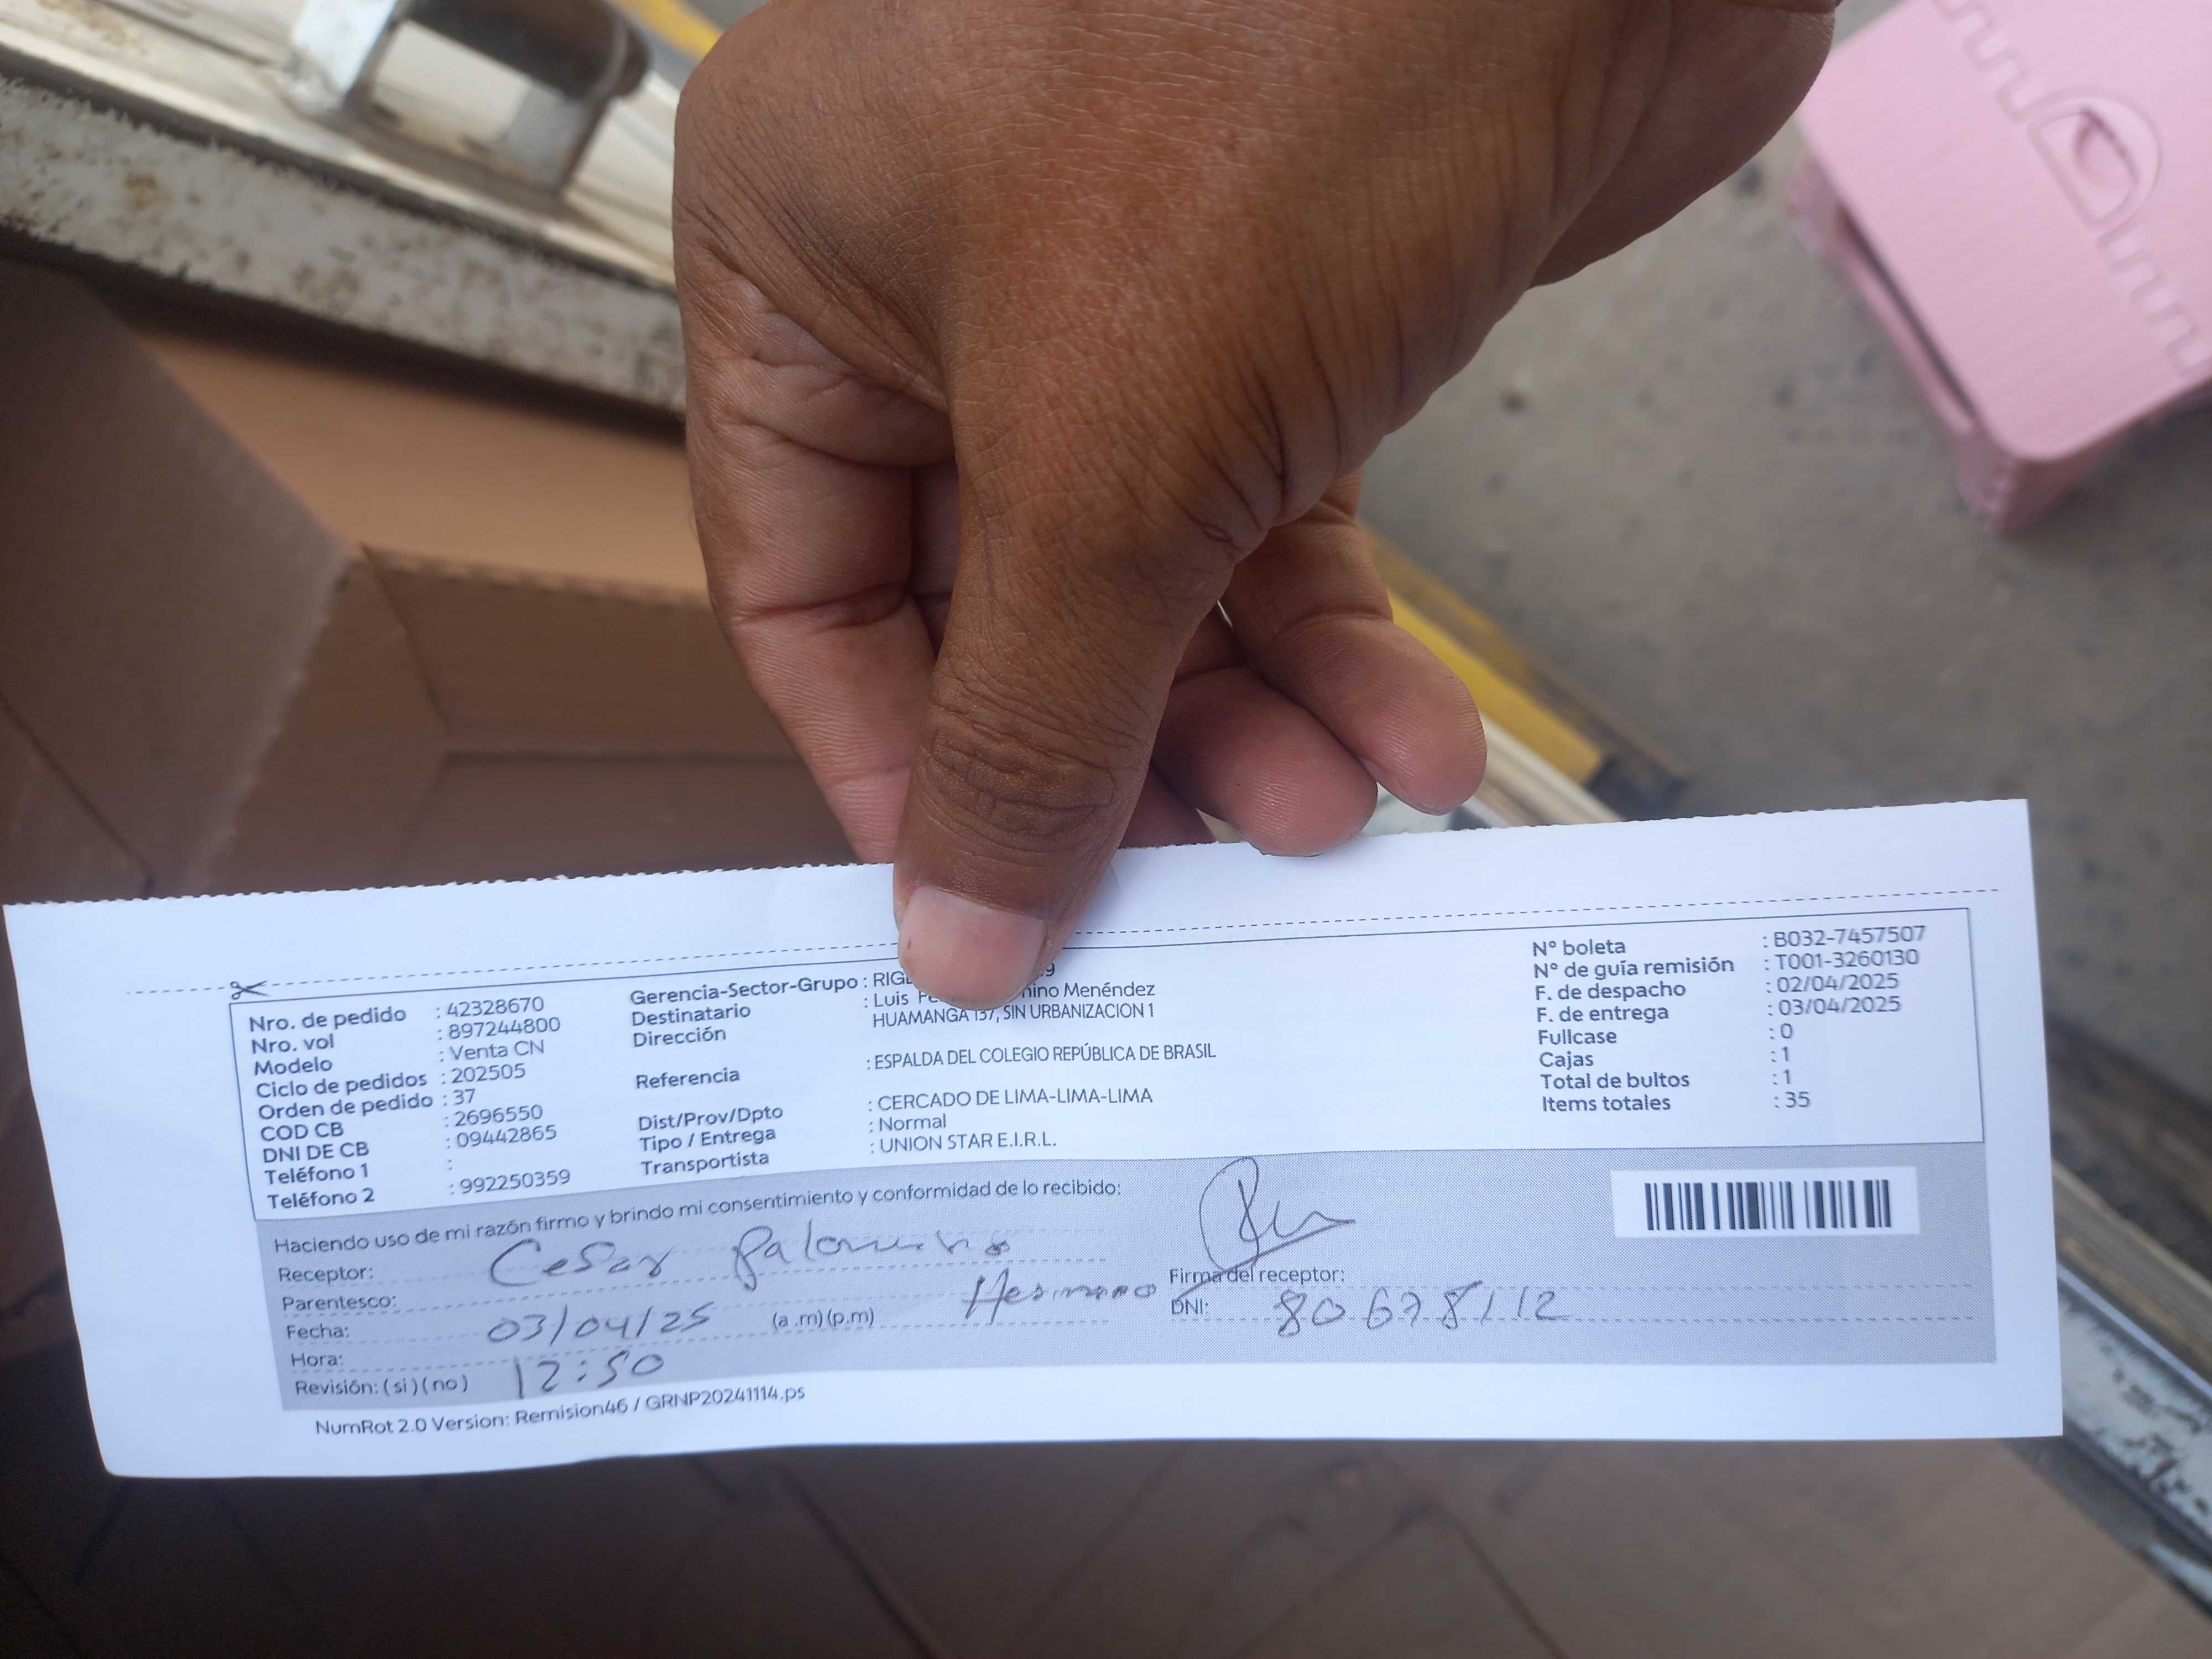 Nro. de pedido : 42328670
Nro. vol : 897244800
Modelo : Venta CN
Ciclo de pedidos : 202505
Orden de pedido : 37
COD CB : 2696550
DNI DE CB : 09442865
Teléfono 1 :
Teléfono 2 : 992250359
Gerencia-Sector-Grupo :
Destinatario : Luis Menéndez
Dirección HUAMANGA 137, SIN URBANIZACION 1
Referencia : ESPALDA DEL COLEGIO REPÚBLICA DE BRASIL
Dist/Prov/Dpto : CERCADO DE LIMA-LIMA-LIMA
Tipo / Entrega : Normal
Transportista : UNION STAR E.I.R.L.
N° boleta : B032-7457507
N° de guía remisión : T001-3260130
F. de despacho : 02/04/2025
F. de entrega : 03/04/2025
Fullcase : 0
Cajas : 1
Total de bultos : 1
Items totales : 35
Haciendo uso de mi razón firmo y brindo mi consentimiento y conformidad de lo recibido:
Receptor: Cesar Palomino
Parentesco: Hermano
Fecha: 03/04/25 (a .m) (p.m)
Hora: 12:50
Revisión: ( si ) ( no )
Firma del receptor:
DNI: 80678112
NumRot 2.0 Version: Remision46 / GRNP20241114.ps